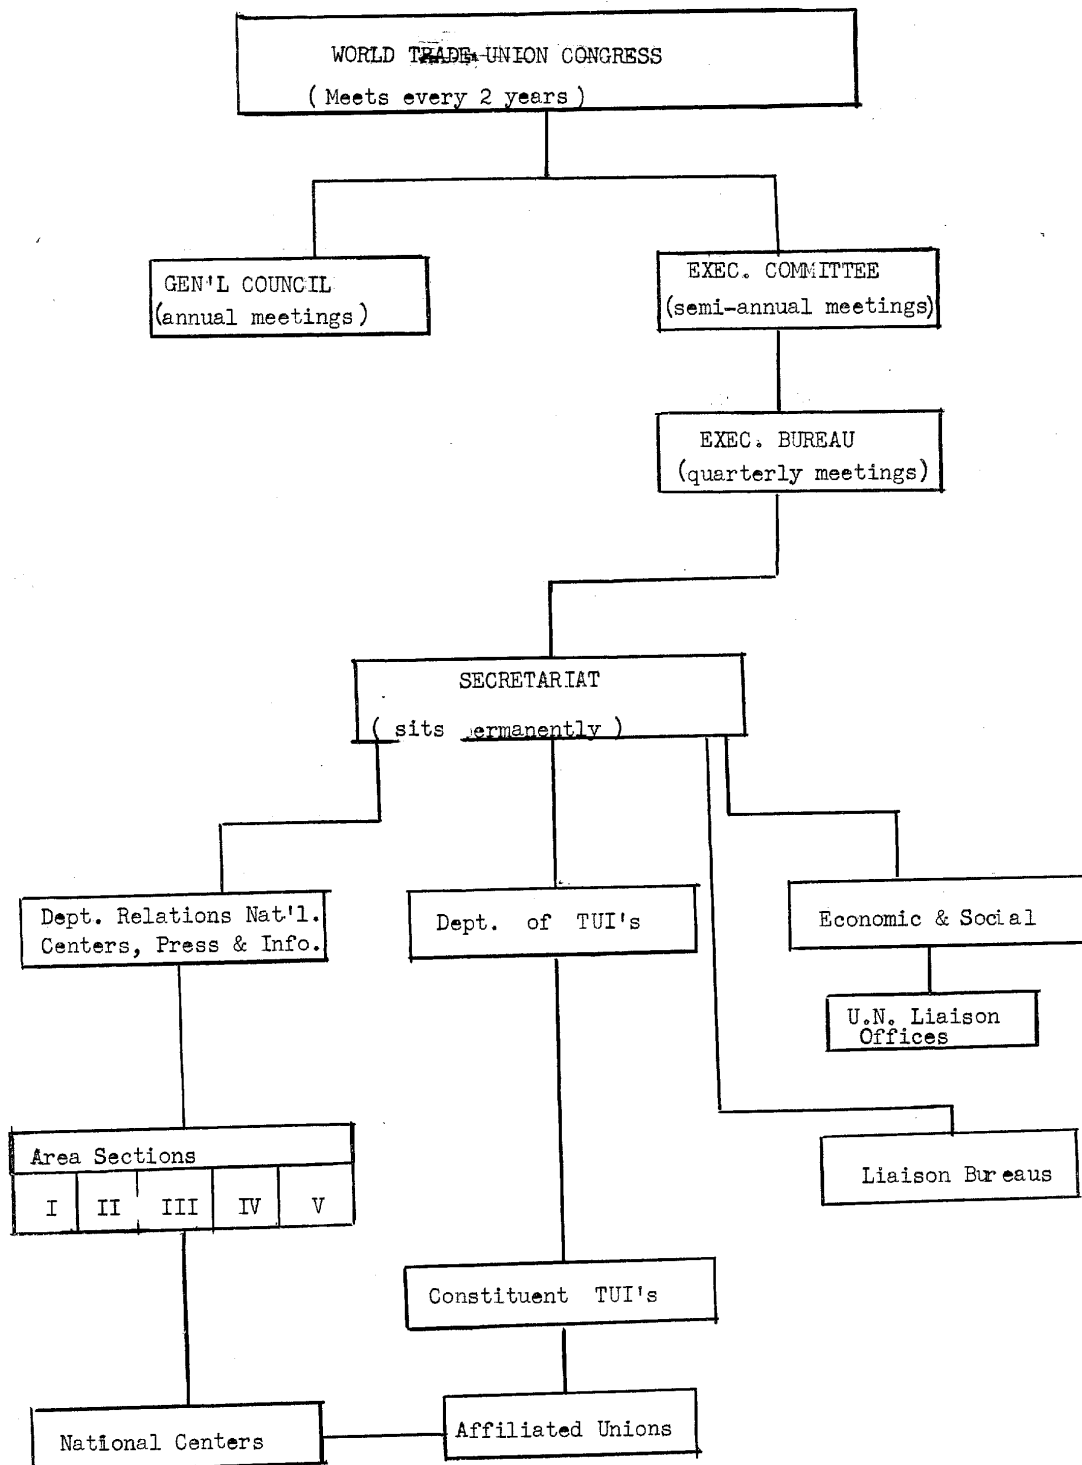 WORLD TRADE UNION CONGRESS
( Meets every 2 years )
GEN'L COUNCIL
(annual meetings )
EXEC. COMMITTEE
(semi-annual meetings)
EXEC. BUREAU
(quarterly meetings)
SECRETARIAT
( sits permanently )
Dept. Relations Nat'l.
Centers, Press & Info.
Dept. of TUI's
Economic & Social
U.N. Liaison
Offices
Area Sections
I II III IV V
Liaison Bureaus
Constituent TUI's
National Centers
Affiliated Unions